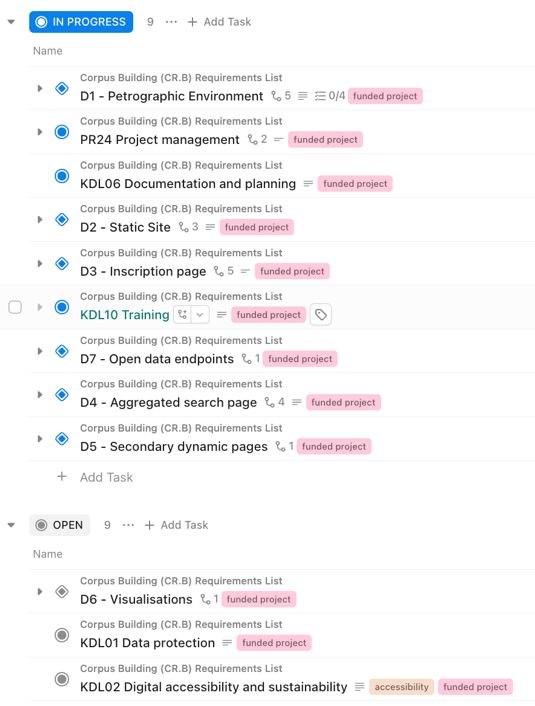 IN PROGRESS 9 ... + Add Task
Name
Corpus Building (CR.B) Requirements List
D1 - Petrographic Environment 5 0/4 funded project
Corpus Building (CR.B) Requirements List
PR24 Project management 2 funded project
Corpus Building (CR.B) Requirements List
KDL06 Documentation and planning funded project
Corpus Building (CR.B) Requirements List
D2 - Static Site 3 funded project
Corpus Building (CR.B) Requirements List
D3 - Inscription page 5 funded project
Corpus Building (CR.B) Requirements List
KDL10 Training funded project
Corpus Building (CR.B) Requirements List
D7 - Open data endpoints 1 funded project
Corpus Building (CR.B) Requirements List
D4 - Aggregated search page 4 funded project
Corpus Building (CR.B) Requirements List
D5 - Secondary dynamic pages 1 funded project
+ Add Task
OPEN 9 ... + Add Task
Name
Corpus Building (CR.B) Requirements List
D6 - Visualisations 1 funded project
Corpus Building (CR.B) Requirements List
KDL01 Data protection funded project
Corpus Building (CR.B) Requirements List
KDL02 Digital accessibility and sustainability accessibility funded project